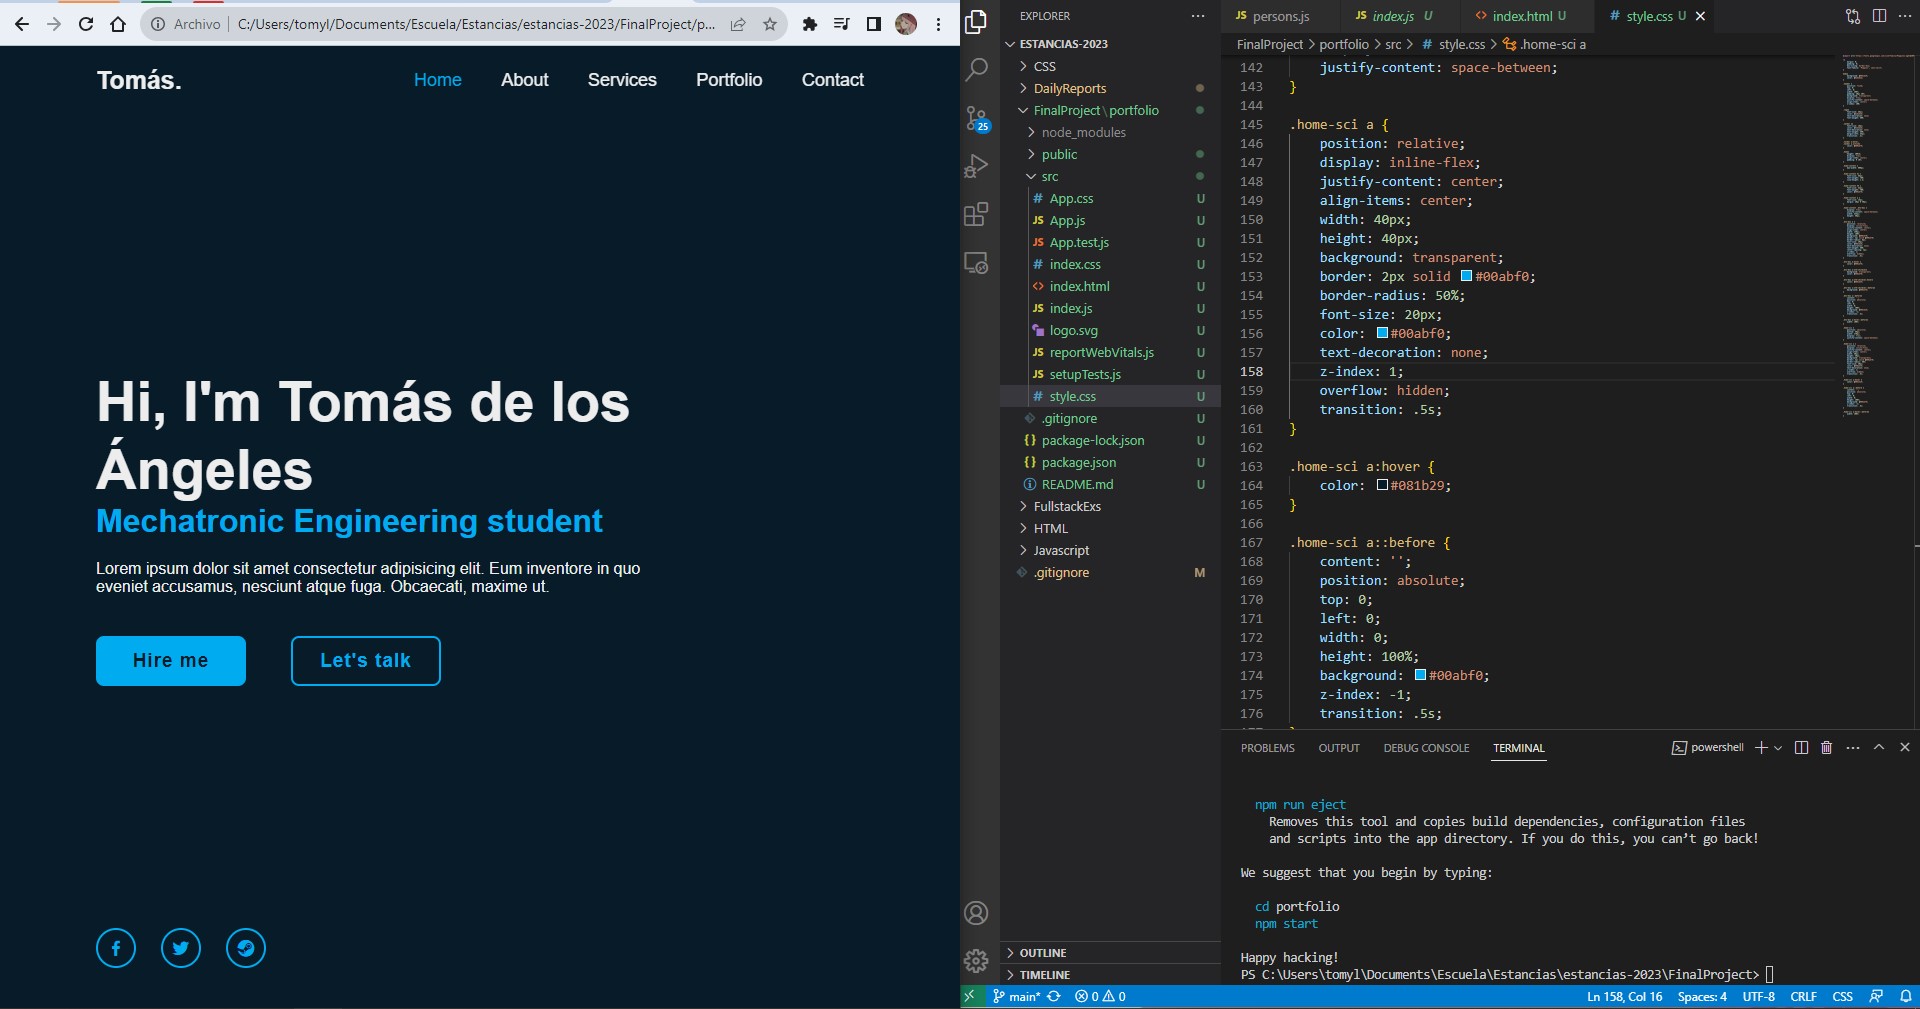 Archivo
C:/Users/tomyl/Documents/Escuela/Estancias/estancias-2023/FinalProject/p...
Tomás.
Home
About
Services
Portfolio
Contact
Hi, I'm Tomás de los
Ángeles
Mechatronic Engineering student
Lorem ipsum dolor sit amet consectetur adipisicing elit. Eum inventore in quo
eveniet accusamus, nesciunt atque fuga. Obcaecati, maxime ut.
Hire me
Let's talk
25
EXPLORER
ESTANCIAS-2023
CSS
DailyReports
FinalProject\portfolio
node_modules
public
src
# App.css U
JS App.js U
JS App.test.js U
# index.css U
<> index.html U
JS index.js U
logo.svg U
JS reportWebVitals.js U
JS setupTests.js U
# style.css U
.gitignore U
{} package-lock.json U
{} package.json U
README.md U
FullstackExs
HTML
Javascript
.gitignore M
OUTLINE
TIMELINE
JS persons.js
JS index.js U
<> index.html U
# style.css U
FinalProject > portfolio > src > # style.css > .home-sci a
142 justify-content: space-between;
143 }
144
145 .home-sci a {
146 position: relative;
147 display: inline-flex;
148 justify-content: center;
149 align-items: center;
150 width: 40px;
151 height: 40px;
152 background: transparent;
153 border: 2px solid #00abf0;
154 border-radius: 50%;
155 font-size: 20px;
156 color: #00abf0;
157 text-decoration: none;
158 z-index: 1;
159 overflow: hidden;
160 transition: .5s;
161 }
162
163 .home-sci a:hover {
164 color: #081b29;
165 }
166
167 .home-sci a::before {
168 content: '';
169 position: absolute;
170 top: 0;
171 left: 0;
172 width: 0;
173 height: 100%;
174 background: #00abf0;
175 z-index: -1;
176 transition: .5s;
PROBLEMS
OUTPUT
DEBUG CONSOLE
TERMINAL
powershell
npm run eject
Removes this tool and copies build dependencies, configuration files
and scripts into the app directory. If you do this, you can’t go back!
We suggest that you begin by typing:
cd portfolio
npm start
Happy hacking!
PS C:\Users\tomyl\Documents\Escuela\Estancias\estancias-2023\FinalProject>
main*
0
0
Ln 158, Col 16
Spaces: 4
UTF-8
CRLF
CSS